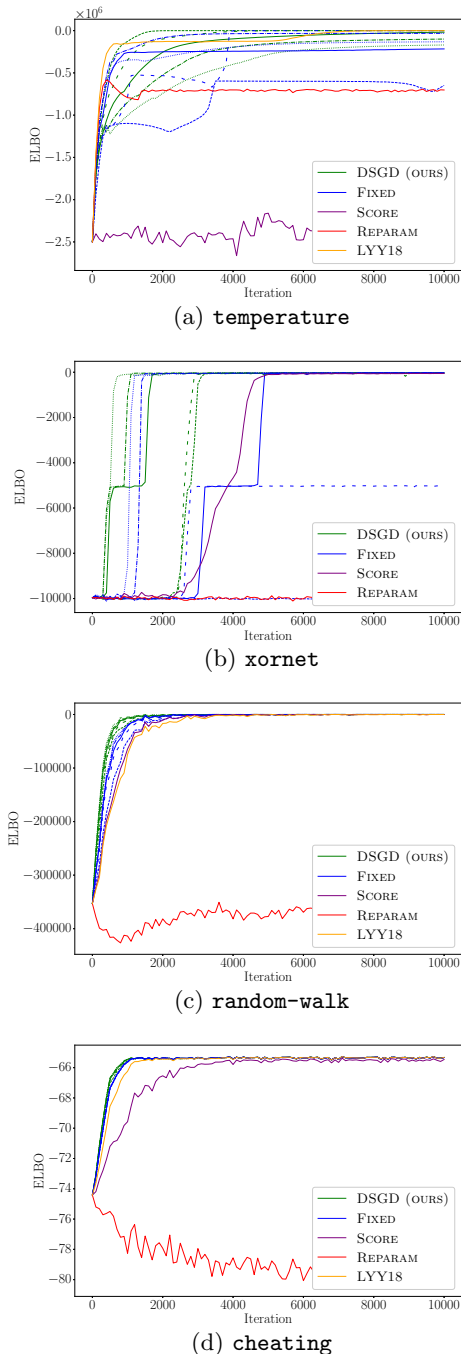 ×10⁶
0.0
−0.5
−1.0
−1.5
−2.0
−2.5
ELBO
DSGD (OURS)
FIXED
SCORE
REPARAM
LYY18
0 2000 4000 6000 8000 10000
Iteration
(a) temperature
0
−2000
−4000
−6000
−8000
−10000
ELBO
DSGD (OURS)
FIXED
SCORE
REPARAM
0 2000 4000 6000 8000 10000
Iteration
(b) xornet
0
−100000
−200000
−300000
−400000
ELBO
DSGD (OURS)
FIXED
SCORE
REPARAM
LYY18
0 2000 4000 6000 8000 10000
Iteration
(c) random-walk
−66
−68
−70
−72
−74
−76
−78
−80
ELBO
DSGD (OURS)
FIXED
SCORE
REPARAM
LYY18
0 2000 4000 6000 8000 10000
Iteration
(d) cheating